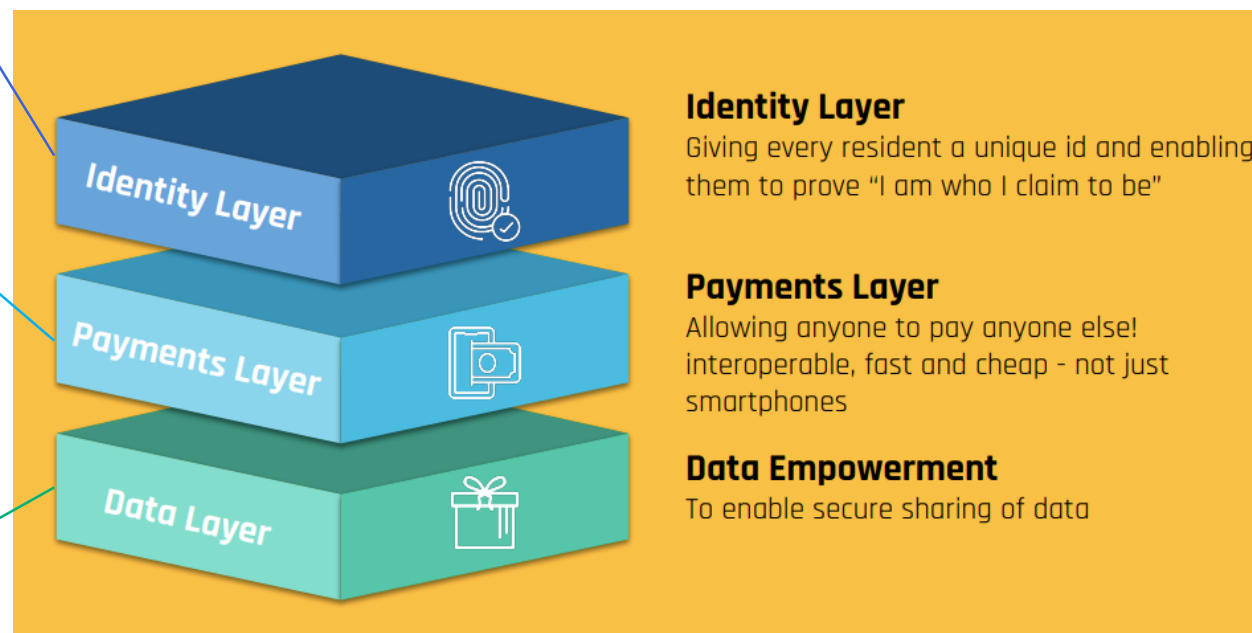 Identity Layer
Identity Layer
Giving every resident a unique id and enabling
them to prove “I am who I claim to be”
Payments Layer
Payments Layer
Allowing anyone to pay anyone else!
interoperable, fast and cheap - not just
smartphones
Data Layer
Data Empowerment
To enable secure sharing of data